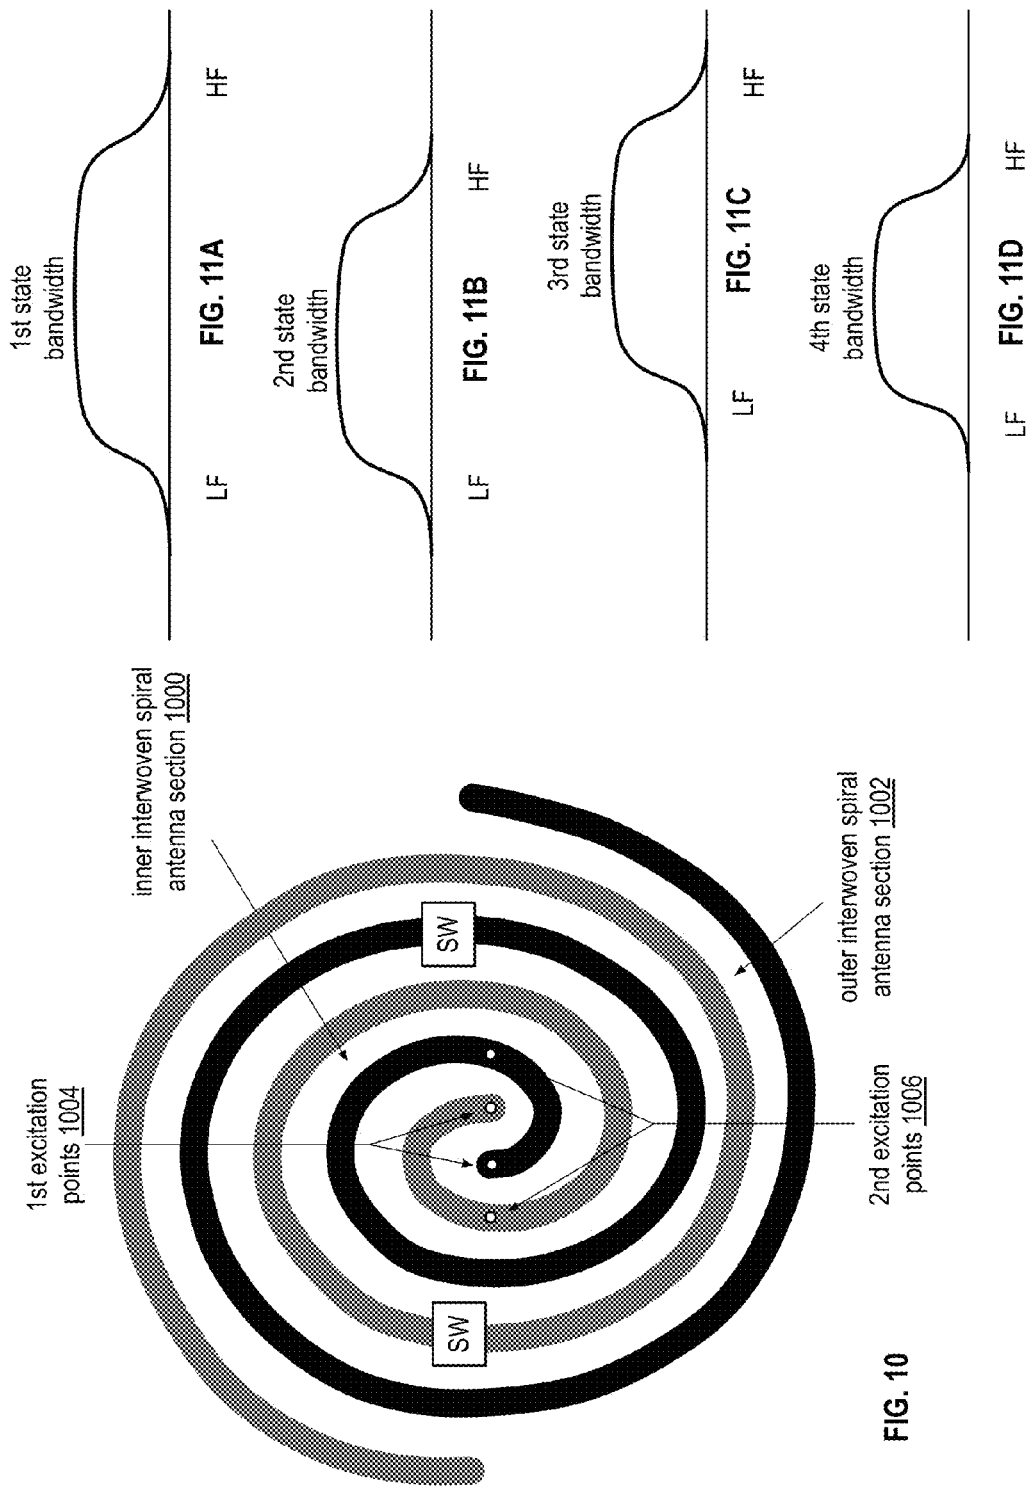 1st excitation
points 1004
inner interwoven spiral
antenna section 1000
SW
SW
outer interwoven spiral
antenna section 1002
2nd excitation
points 1006
FIG. 10
1st state
bandwidth
LF
HF
FIG. 11A
2nd state
bandwidth
LF
HF
FIG. 11B
3rd state
bandwidth
LF
HF
FIG. 11C
4th state
bandwidth
LF
HF
FIG. 11D